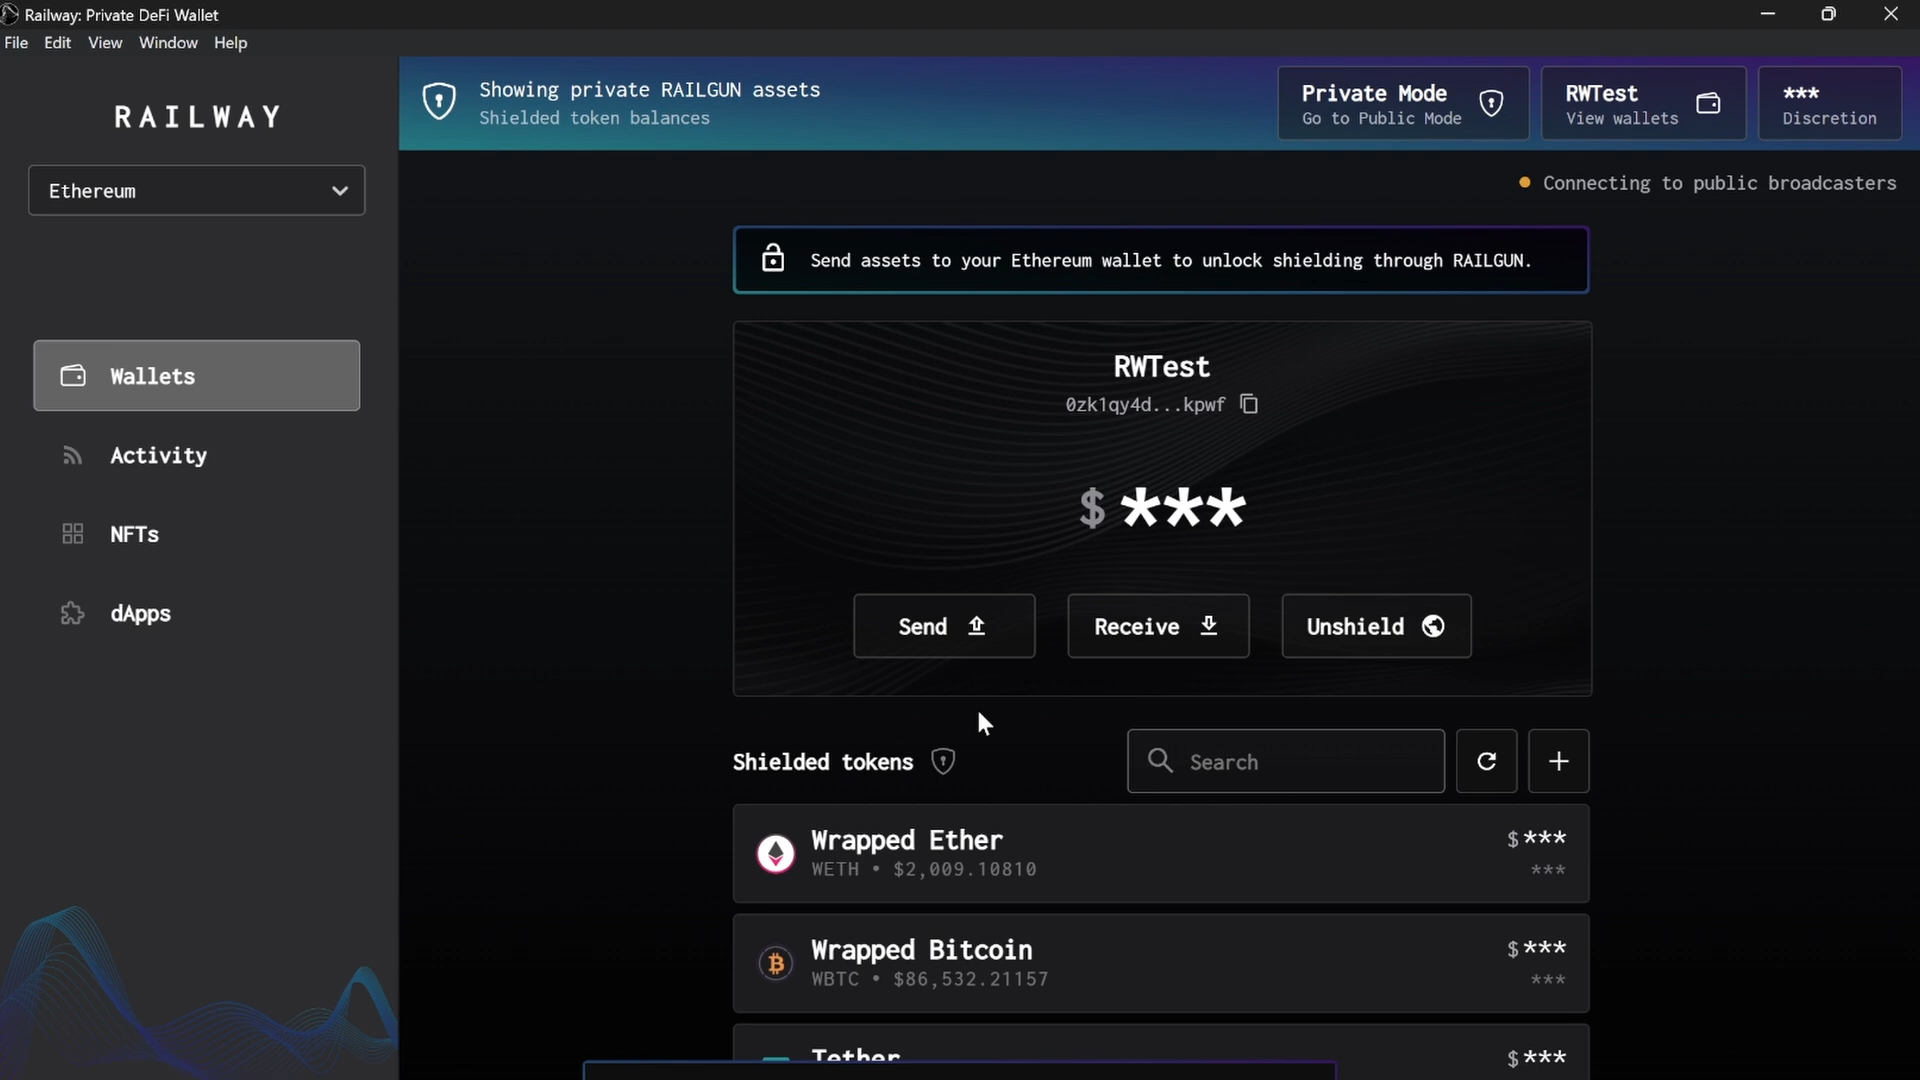 Railway: Private DeFi Wallet
File Edit View Window Help
RAILWAY
Ethereum
Wallets
Activity
NFTs
dApps
Showing private RAILGUN assets
Shielded token balances
Private Mode
Go to Public Mode
RWTest
View wallets
***
Discretion
Connecting to public broadcasters
Send assets to your Ethereum wallet to unlock shielding through RAILGUN.
RWTest
0zk1qy4d...kpwf
$ ***
Send
Receive
Unshield
Shielded tokens
Search
Wrapped Ether
$***
WETH • $2,009.10810
***
Wrapped Bitcoin
$***
WBTC • $86,532.21157
***
Tether
$***